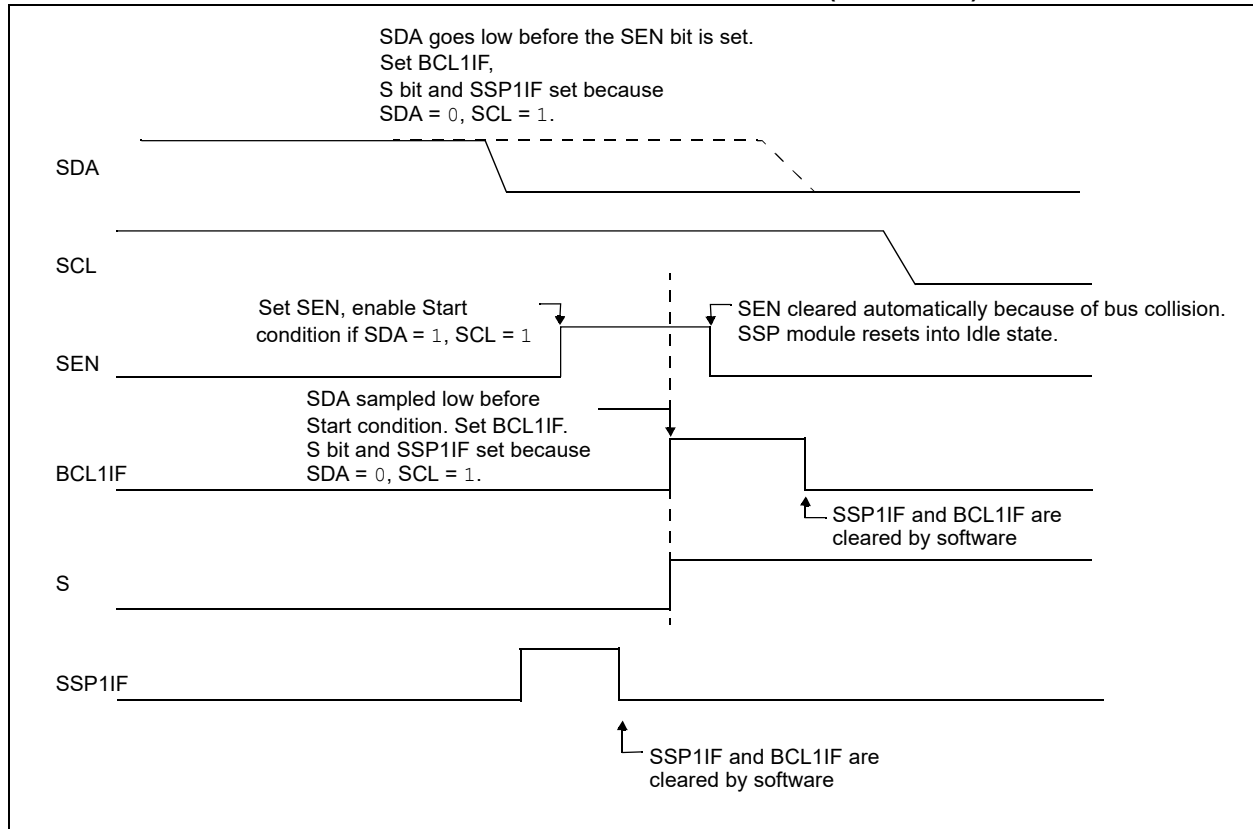 SDA goes low before the SEN bit is set.
Set BCL1IF,
S bit and SSP1IF set because
SDA = 0, SCL = 1.
SDA
SCL
Set SEN, enable Start
condition if SDA = 1, SCL = 1
SEN cleared automatically because of bus collision.
SSP module resets into Idle state.
SEN
SDA sampled low before
Start condition. Set BCL1IF.
S bit and SSP1IF set because
SDA = 0, SCL = 1.
BCL1IF
SSP1IF and BCL1IF are
cleared by software
S
SSP1IF
SSP1IF and BCL1IF are
cleared by software